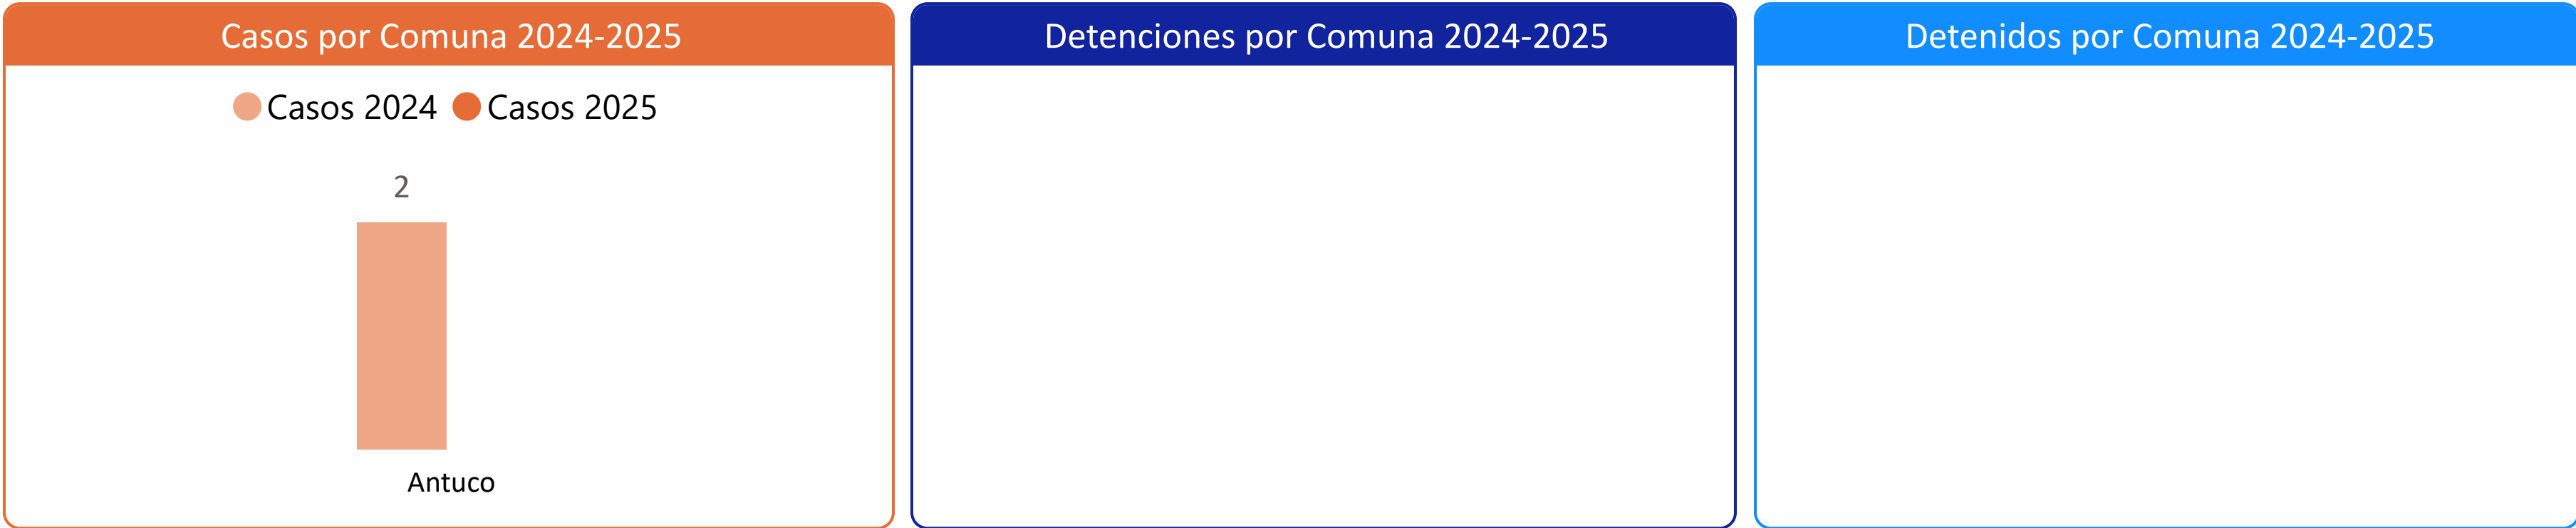 Casos por Comuna 2024-2025
Casos 2024 Casos 2025
2
Antuco
Detenciones por Comuna 2024-2025
Detenidos por Comuna 2024-2025